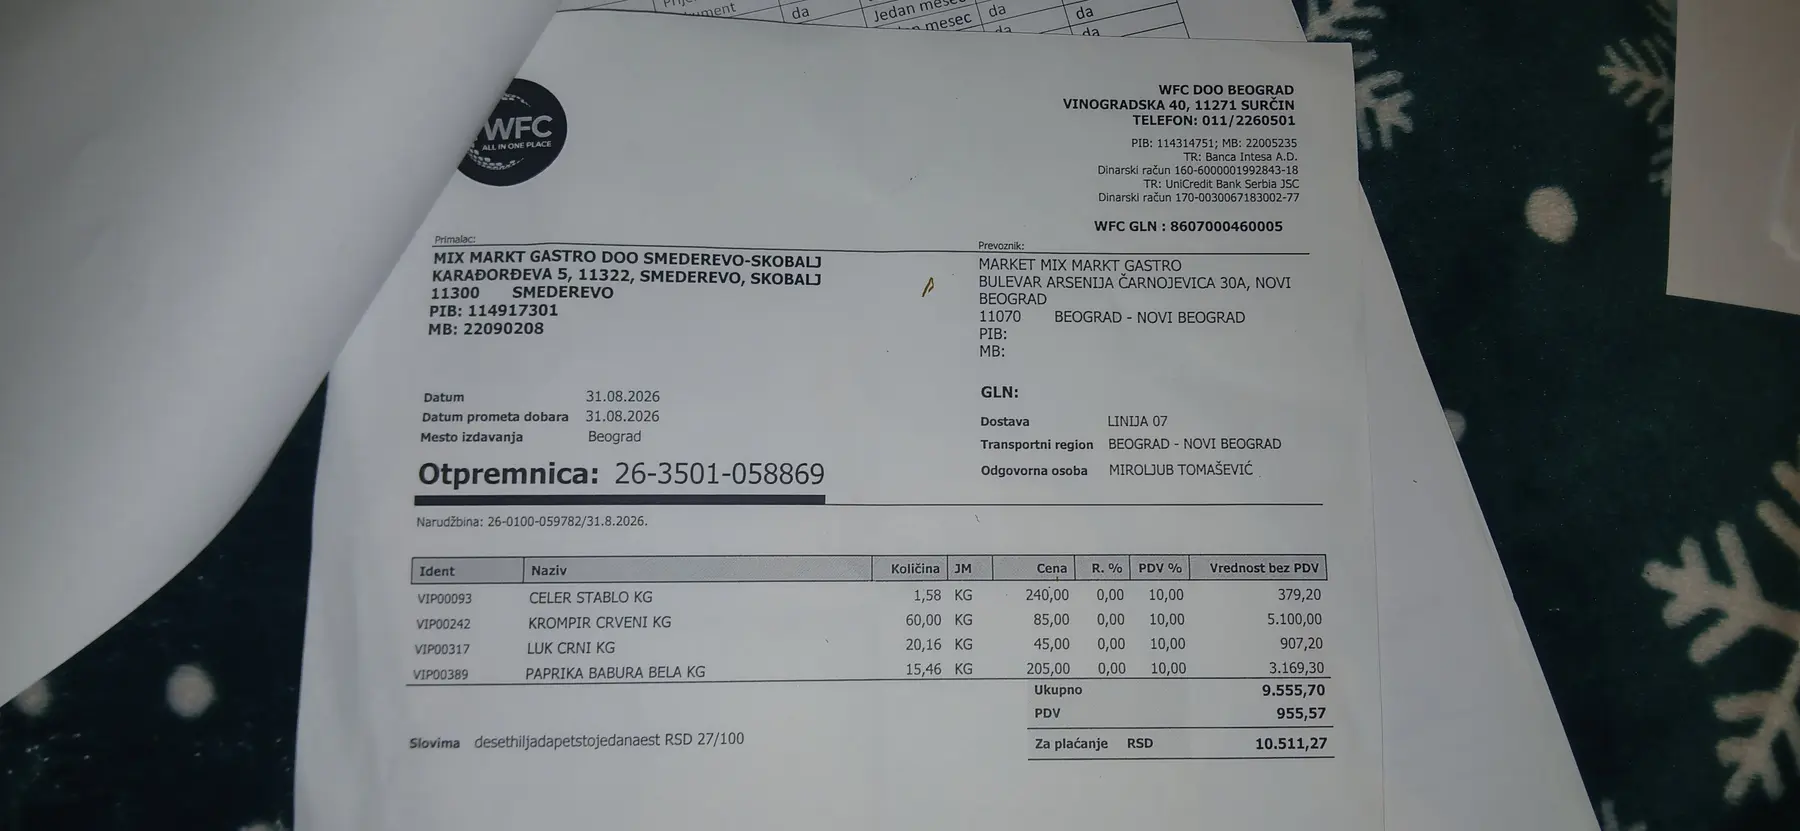 ument da Jedan mesec da da
mesec da da
WFC
ALL IN ONE PLACE
WFC DOO BEOGRAD
VINOGRADSKA 40, 11271 SURČIN
TELEFON: 011/2260501
PIB: 114314751; MB: 22005235
TR: Banca Intesa A.D.
Dinarski račun 160-6000001992843-18
TR: UniCredit Bank Serbia JSC
Dinarski račun 170-0030067183002-77
WFC GLN : 8607000460005
Primalac:
MIX MARKT GASTRO DOO SMEDEREVO-SKOBALJ
KARAĐORĐEVA 5, 11322, SMEDEREVO, SKOBALJ
11300 SMEDEREVO
PIB: 114917301
MB: 22090208
Prevoznik:
MARKET MIX MARKT GASTRO
BULEVAR ARSENIJA ČARNOJEVICA 30A, NOVI
BEOGRAD
11070 BEOGRAD - NOVI BEOGRAD
PIB:
MB:
Datum 31.08.2026
Datum prometa dobara 31.08.2026
Mesto izdavanja Beograd
GLN:
Dostava LINIJA 07
Transportni region BEOGRAD - NOVI BEOGRAD
Odgovorna osoba MIROLJUB TOMAŠEVIĆ
Otpremnica: 26-3501-058869
Narudžbina: 26-0100-059782/31.8.2026.
Ident Naziv Količina JM Cena R. % PDV % Vrednost bez PDV
VIP00093 CELER STABLO KG 1,58 KG 240,00 0,00 10,00 379,20
VIP00242 KROMPIR CRVENI KG 60,00 KG 85,00 0,00 10,00 5.100,00
VIP00317 LUK CRNI KG 20,16 KG 45,00 0,00 10,00 907,20
VIP00389 PAPRIKA BABURA BELA KG 15,46 KG 205,00 0,00 10,00 3.169,30
Ukupno 9.555,70
PDV 955,57
Za plaćanje RSD 10.511,27
Slovima desethiljadapetstojedanaest RSD 27/100